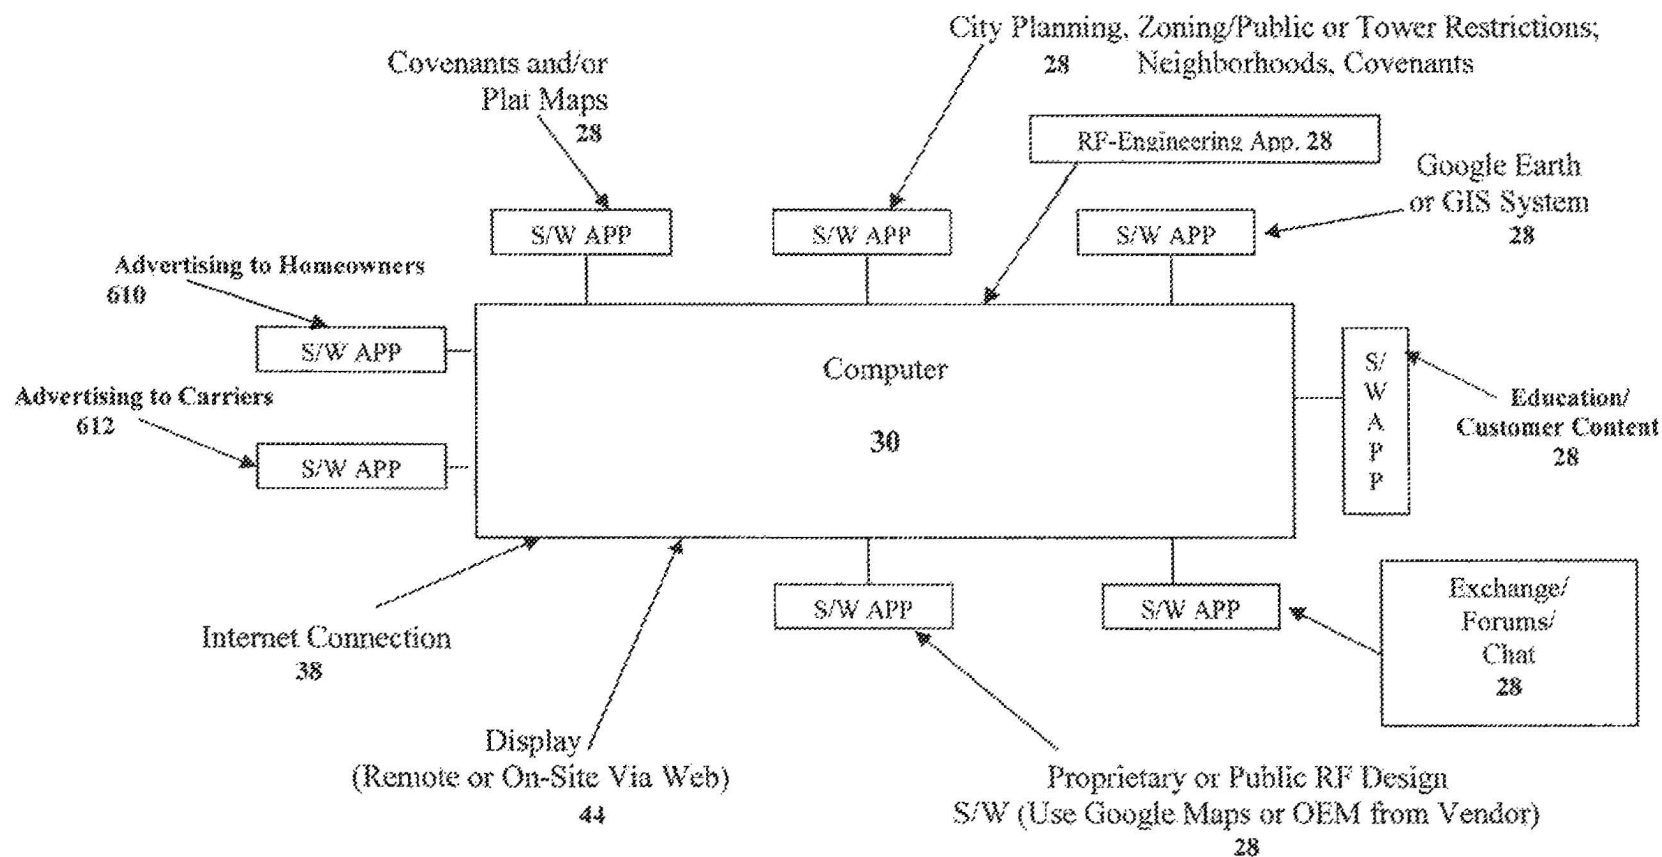 City Planning, Zoning/Public or Tower Restrictions;
28 Neighborhoods, Covenants
Covenants and/or
Plat Maps
28
RF-Engineering App. 28
Google Earth
or GIS System
28
S/W APP
S/W APP
S/W APP
Advertising to Homeowners
610
S/W APP
Advertising to Carriers
612
S/W APP
Computer
30
S/
W
A
P
P
Education/
Customer Content
28
Internet Connection
38
S/W APP
S/W APP
Exchange/
Forums/
Chat
28
Display
(Remote or On-Site Via Web)
44
Proprietary or Public RF Design
S/W (Use Google Maps or OEM from Vendor)
28